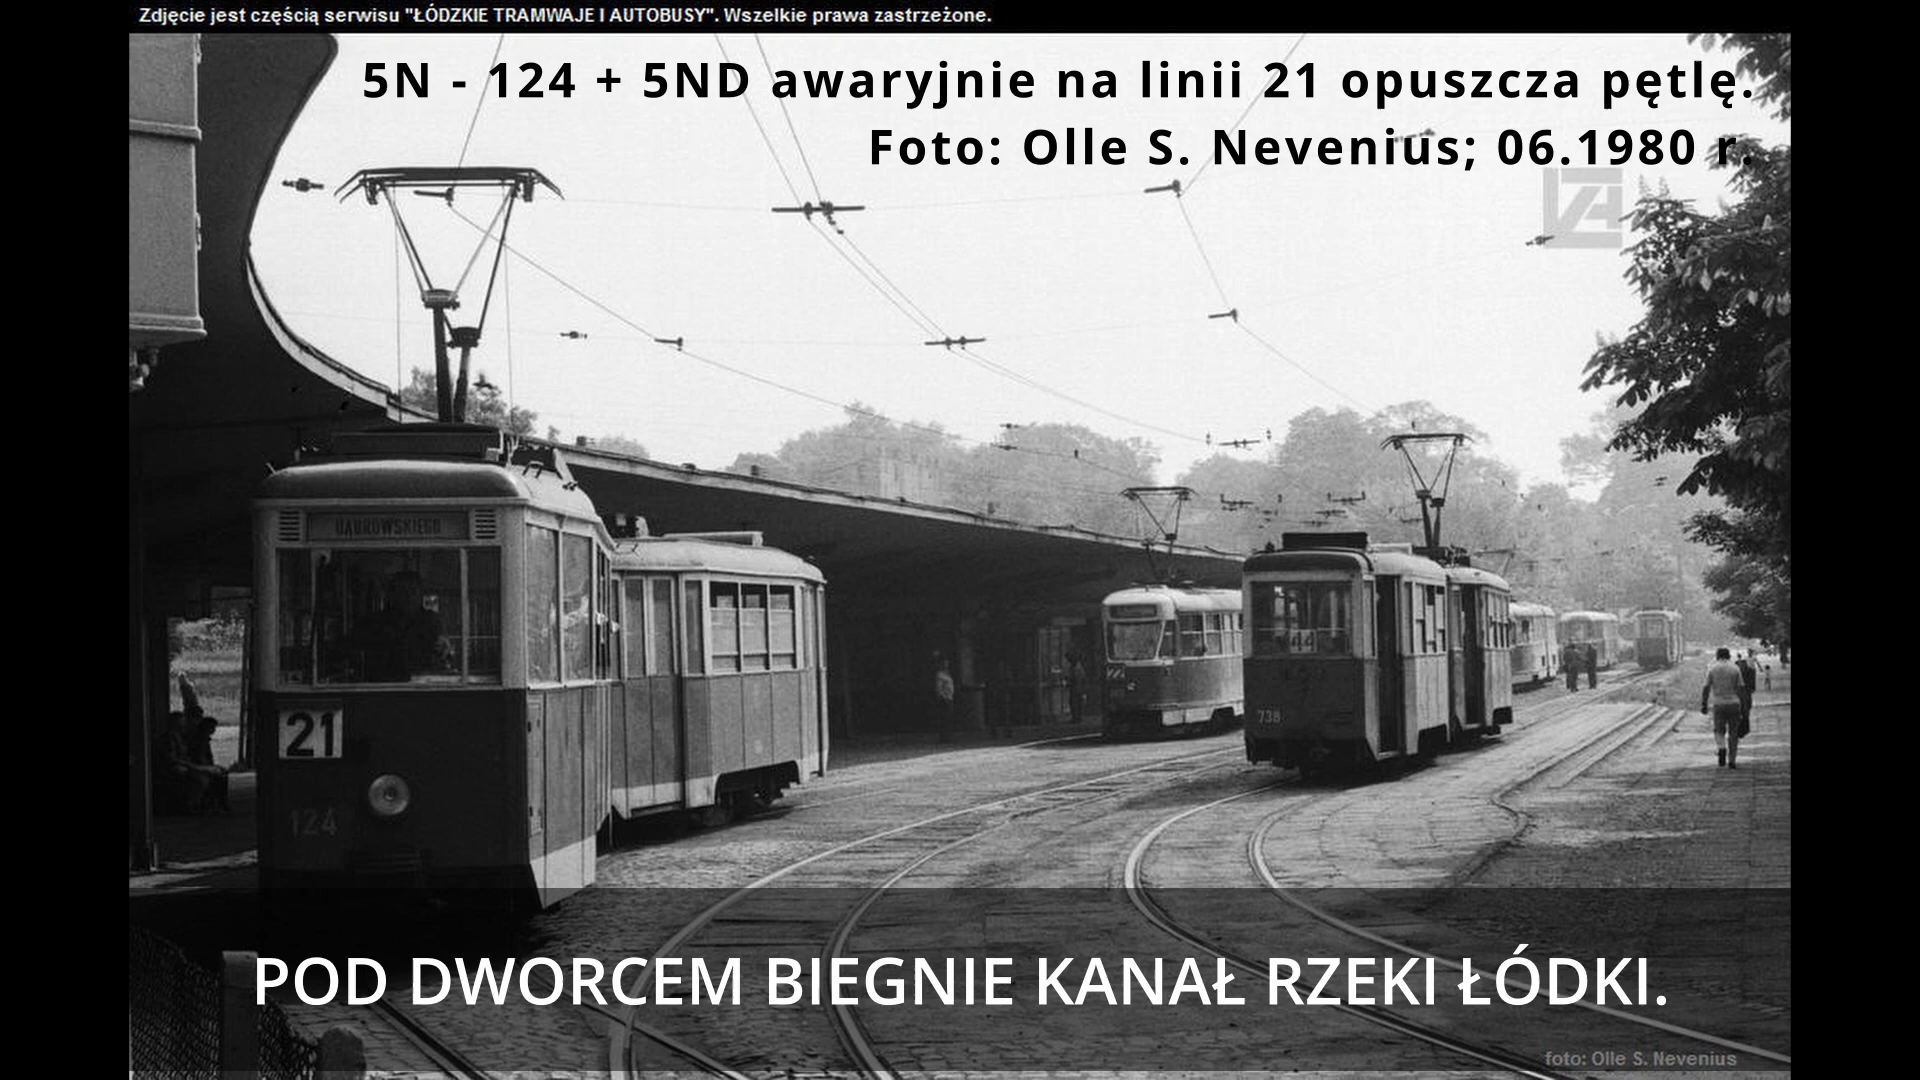 Zdjęcie jest częścią serwisu "ŁÓDZKIE TRAMWAJE I AUTOBUSY". Wszelkie prawa zastrzeżone.
5N - 124 + 5ND awaryjnie na linii 21 opuszcza pętlę.
Foto: Olle S. Nevenius; 06.1980 r.
DĄBROWSKIEGO
44
21
738
124
POD DWORCEM BIEGNIE KANAŁ RZEKI ŁÓDKI.
foto: Olle S. Nevenius